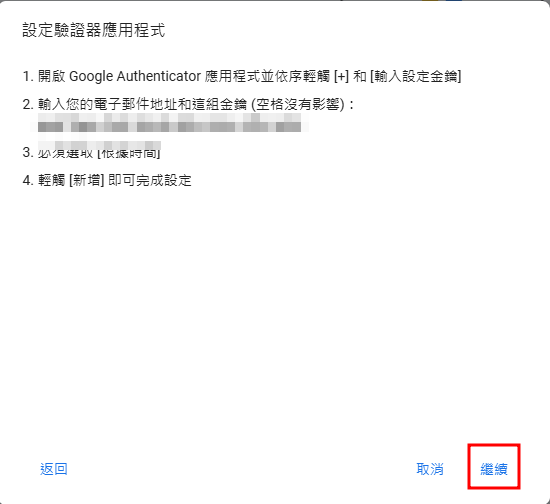 設定驗證器應用程式
1. 開啟 Google Authenticator 應用程式並依序輕觸 [+] 和 [輸入設定金鑰]
2. 輸入您的電子郵件地址和這組金鑰 (空格沒有影響)：
3. 必須選取 [根據時間]
4. 輕觸 [新增] 即可完成設定
返回 取消 繼續